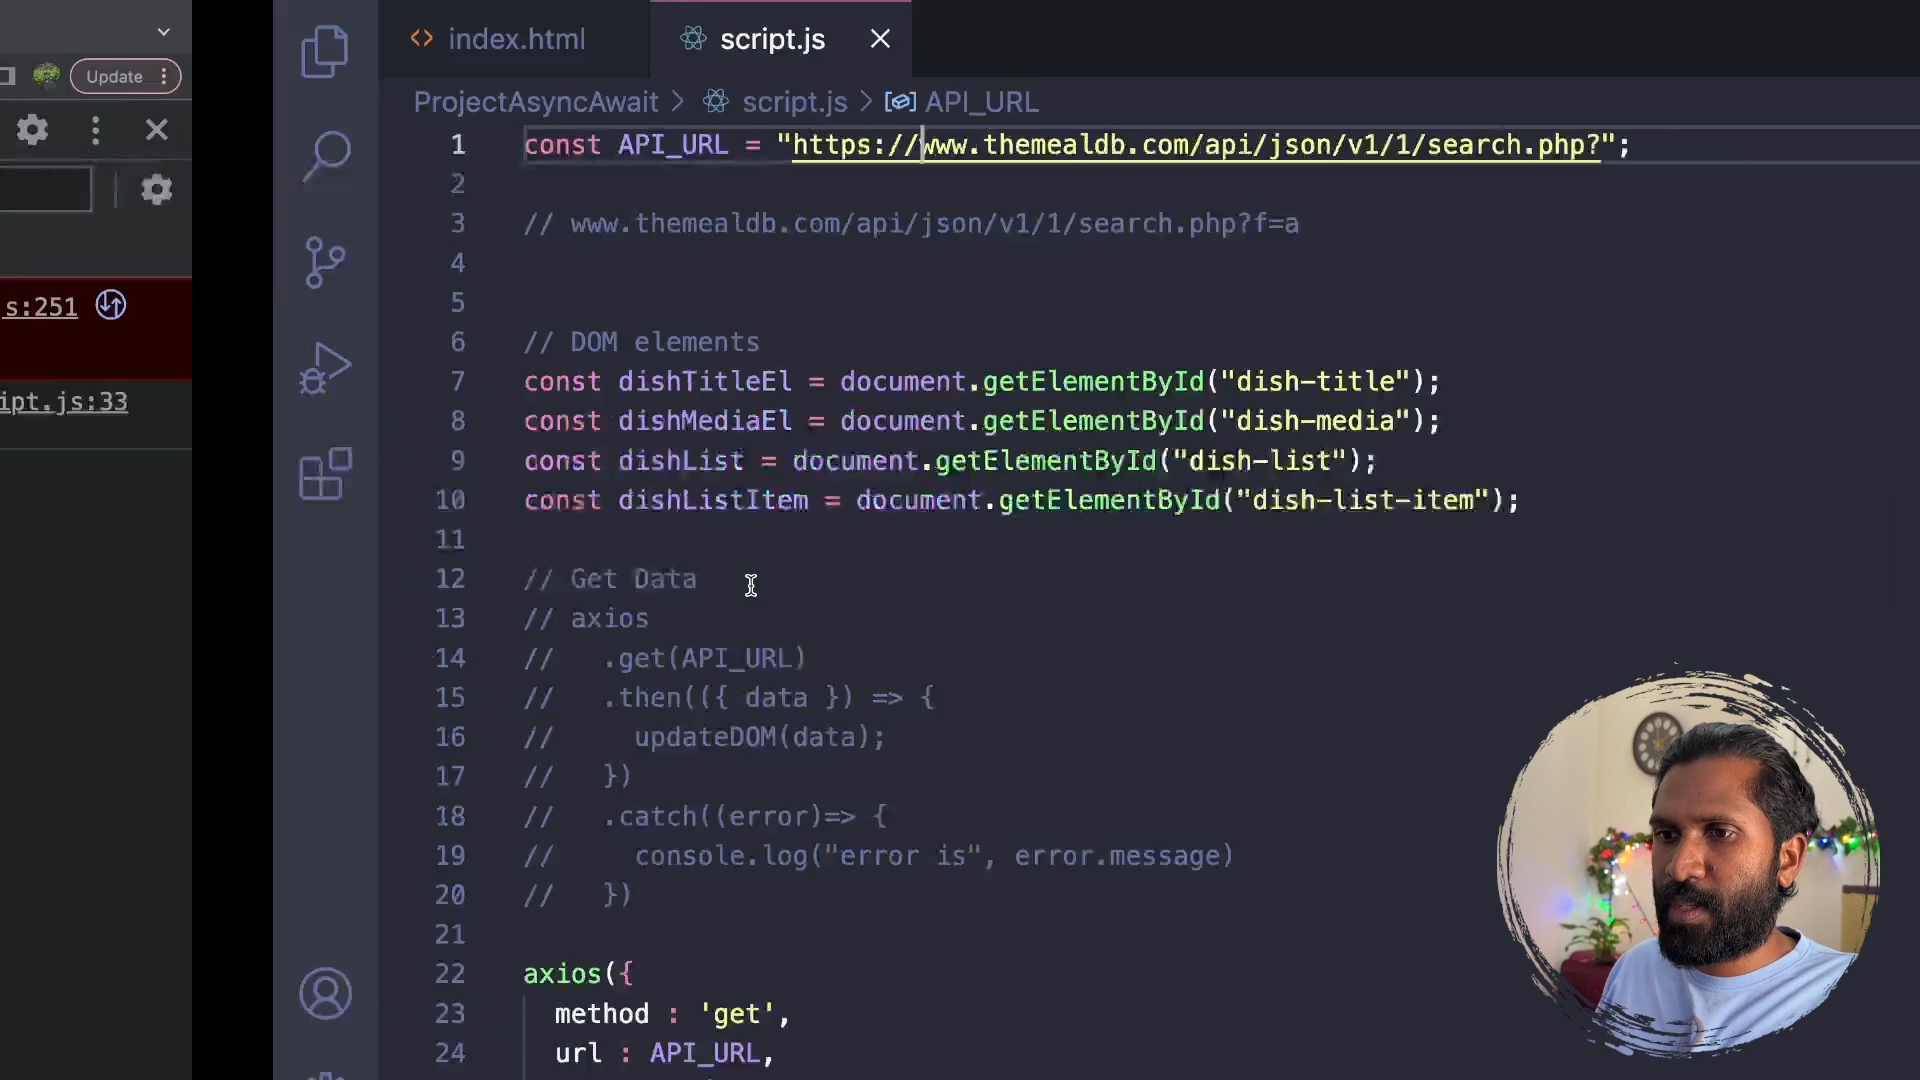 Update
s:251
ipt.js:33
index.html
script.js
ProjectAsyncAwait > script.js > API_URL
1 const API_URL = "https://www.themealdb.com/api/json/v1/1/search.php?";
2
3 // www.themealdb.com/api/json/v1/1/search.php?f=a
4
5
6 // DOM elements
7 const dishTitleEl = document.getElementById("dish-title");
8 const dishMediaEl = document.getElementById("dish-media");
9 const dishList = document.getElementById("dish-list");
10 const dishListItem = document.getElementById("dish-list-item");
11
12 // Get Data
13 // axios
14 //   .get(API_URL)
15 //   .then(({ data }) => {
16 //     updateDOM(data);
17 //   })
18 //   .catch((error)=> {
19 //     console.log("error is", error.message)
20 //   })
21
22 axios({
23   method : 'get',
24   url : API_URL,